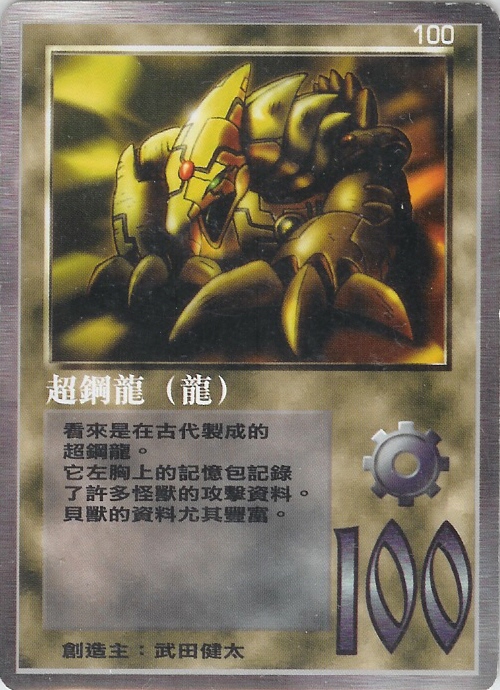 100
超鋼龍（龍）
看來是在古代製成的
超鋼龍。
它左胸上的記憶包記錄
了許多怪獸的攻擊資料。
貝獸的資料尤其豐富。
100
創造主：武田健太